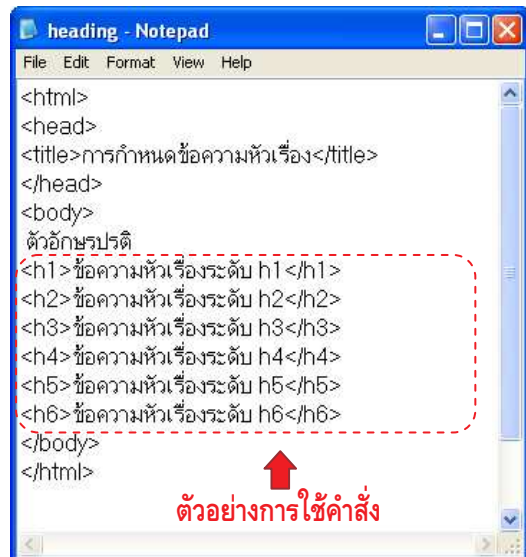 heading - Notepad
File Edit Format View Help
<html>
<head>
<title>การกำหนดข้อความหัวเรื่อง</title>
</head>
<body>
ตัวอักษรปรติ
<h1>ข้อความหัวเรื่องระดับ h1</h1>
<h2>ข้อความหัวเรื่องระดับ h2</h2>
<h3>ข้อความหัวเรื่องระดับ h3</h3>
<h4>ข้อความหัวเรื่องระดับ h4</h4>
<h5>ข้อความหัวเรื่องระดับ h5</h5>
<h6>ข้อความหัวเรื่องระดับ h6</h6>
</body>
</html>
ตัวอย่างการใช้คำสั่ง